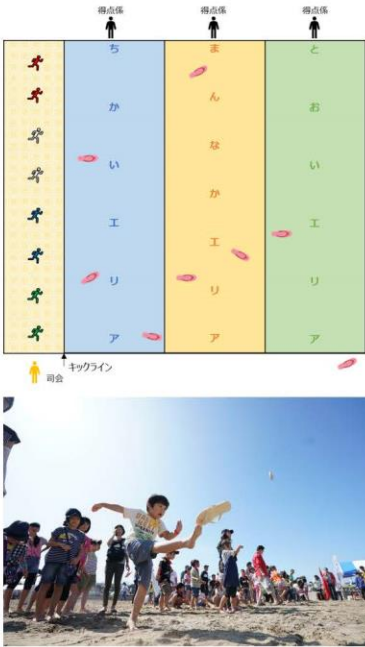 得点係 得点係 得点係
ちかいエリア
まんなかエリア
とおいエリア
キックライン
司会